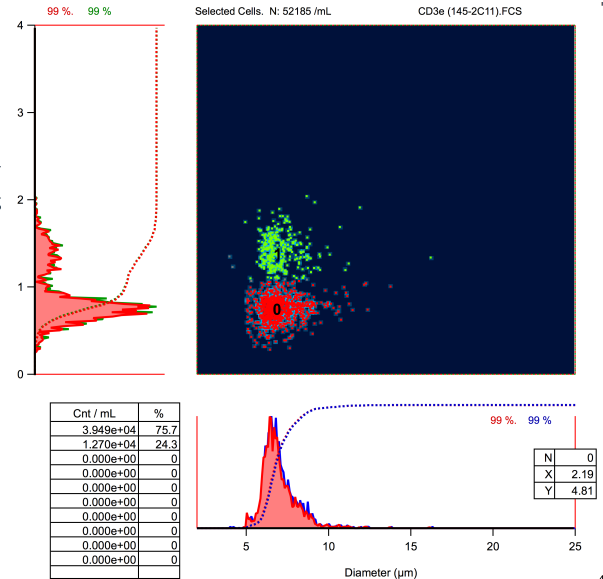 99 %. 99 %
Selected Cells. N: 52185 /mL
CD3e (145-2C11).FCS
4
3
2
1
0
0
Cnt / mL %
3.949e+04 75.7
1.270e+04 24.3
0.000e+00 0
0.000e+00 0
0.000e+00 0
0.000e+00 0
0.000e+00 0
0.000e+00 0
0.000e+00 0
0.000e+00 0
99 %. 99 %
N 0
X 2.19
Y 4.81
5 10 15 20 25
Diameter (µm)